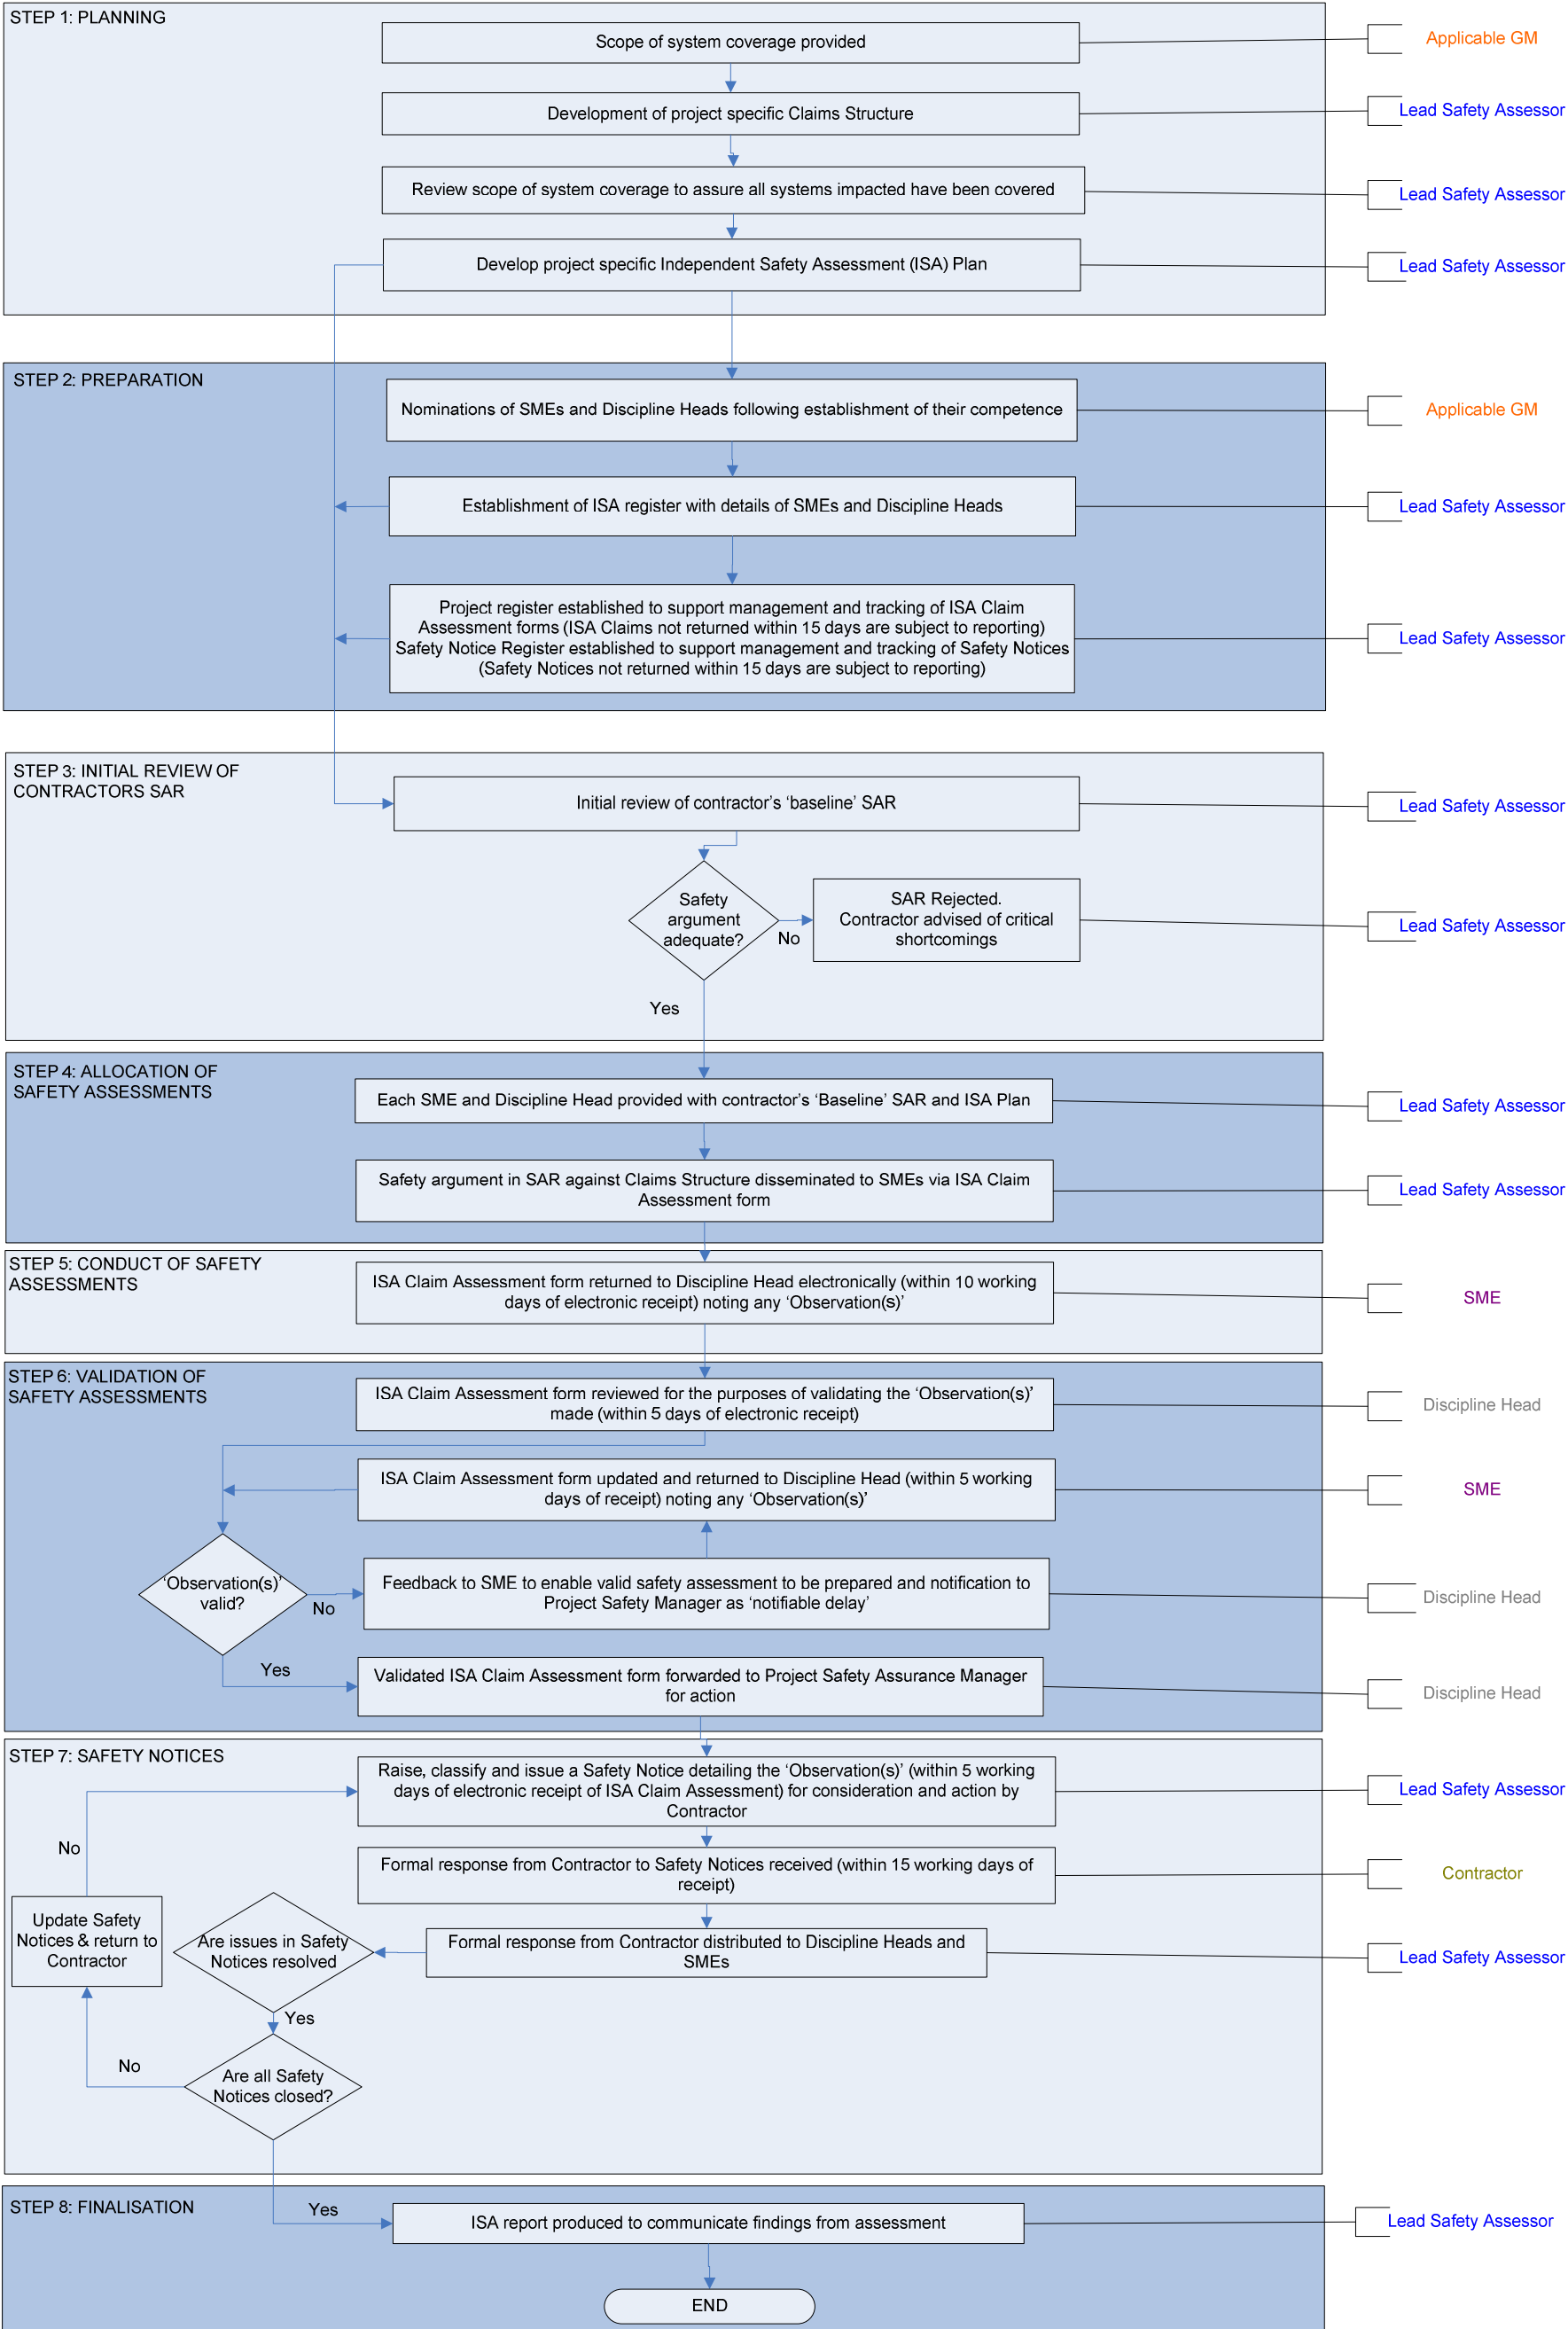 STEP 1: PLANNING
Scope of system coverage provided
Applicable GM
Development of project specific Claims Structure
Lead Safety Assessor
Review scope of system coverage to assure all systems impacted have been covered
Lead Safety Assessor
Develop project specific Independent Safety Assessment (ISA) Plan
Lead Safety Assessor
STEP 2: PREPARATION
Nominations of SMEs and Discipline Heads following establishment of their competence
Applicable GM
Establishment of ISA register with details of SMEs and Discipline Heads
Lead Safety Assessor
Project register established to support management and tracking of ISA Claim
Assessment forms (ISA Claims not returned within 15 days are subject to reporting)
Safety Notice Register established to support management and tracking of Safety Notices
(Safety Notices not returned within 15 days are subject to reporting)
Lead Safety Assessor
STEP 3: INITIAL REVIEW OF
CONTRACTORS SAR
Initial review of contractor's ‘baseline’ SAR
Lead Safety Assessor
Safety
argument
adequate?
No
SAR Rejected.
Contractor advised of critical
shortcomings
Lead Safety Assessor
Yes
STEP 4: ALLOCATION OF
SAFETY ASSESSMENTS
Each SME and Discipline Head provided with contractor's ‘Baseline’ SAR and ISA Plan
Lead Safety Assessor
Safety argument in SAR against Claims Structure disseminated to SMEs via ISA Claim
Assessment form
Lead Safety Assessor
STEP 5: CONDUCT OF SAFETY
ASSESSMENTS
ISA Claim Assessment form returned to Discipline Head electronically (within 10 working
days of electronic receipt) noting any ‘Observation(s)’
SME
STEP 6: VALIDATION OF
SAFETY ASSESSMENTS
ISA Claim Assessment form reviewed for the purposes of validating the ‘Observation(s)’
made (within 5 days of electronic receipt)
Discipline Head
ISA Claim Assessment form updated and returned to Discipline Head (within 5 working
days of receipt) noting any ‘Observation(s)’
SME
‘Observation(s)’
valid?
No
Feedback to SME to enable valid safety assessment to be prepared and notification to
Project Safety Manager as ‘notifiable delay’
Discipline Head
Yes
Validated ISA Claim Assessment form forwarded to Project Safety Assurance Manager
for action
Discipline Head
STEP 7: SAFETY NOTICES
Raise, classify and issue a Safety Notice detailing the ‘Observation(s)’ (within 5 working
days of electronic receipt of ISA Claim Assessment) for consideration and action by
Contractor
Lead Safety Assessor
No
Formal response from Contractor to Safety Notices received (within 15 working days of
receipt)
Contractor
Update Safety
Notices & return to
Contractor
Are issues in Safety
Notices resolved
Formal response from Contractor distributed to Discipline Heads and
SMEs
Lead Safety Assessor
Yes
No
Are all Safety
Notices closed?
STEP 8: FINALISATION
Yes
ISA report produced to communicate findings from assessment
Lead Safety Assessor
END